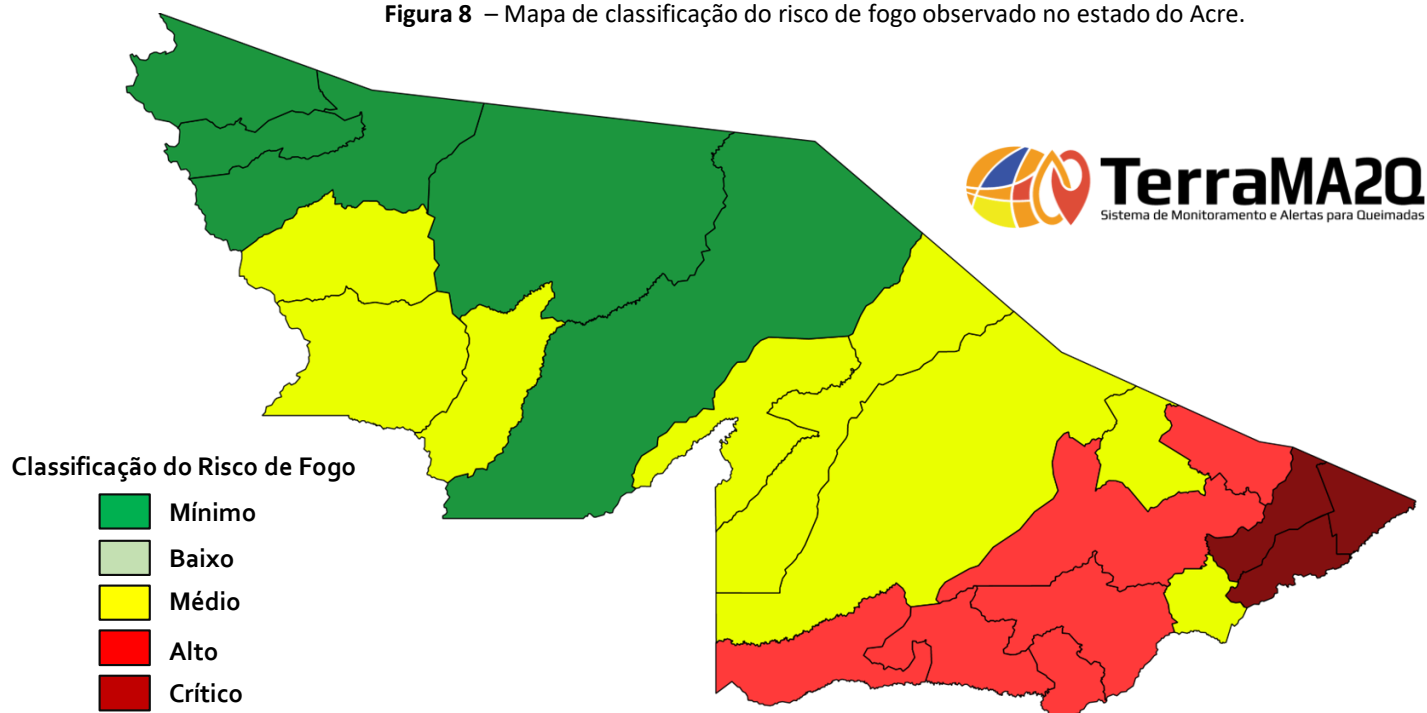 Figura 8 – Mapa de classificação do risco de fogo observado no estado do Acre.
TerraMA2Q
Sistema de Monitoramento e Alertas para Queimadas
Classificação do Risco de Fogo
Mínimo
Baixo
Médio
Alto
Crítico